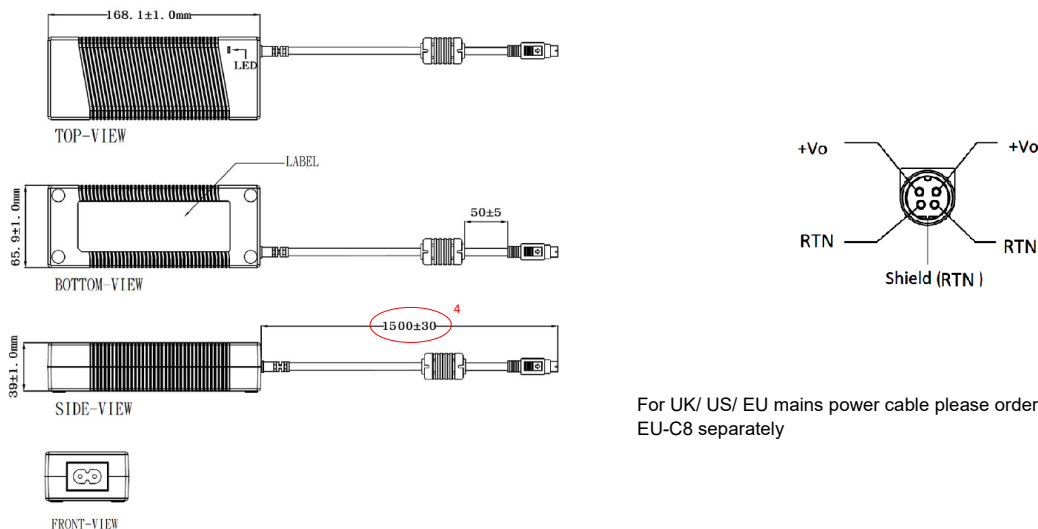 168.1±1.0mm
LED
TOP-VIEW
LABEL
65.9±1.0mm
50±5
BOTTOM-VIEW
1500±30
4
39±1.0mm
SIDE-VIEW
FRONT-VIEW
+Vo
+Vo
RTN
RTN
Shield (RTN )
For UK/ US/ EU mains power cable please order
EU-C8 separately